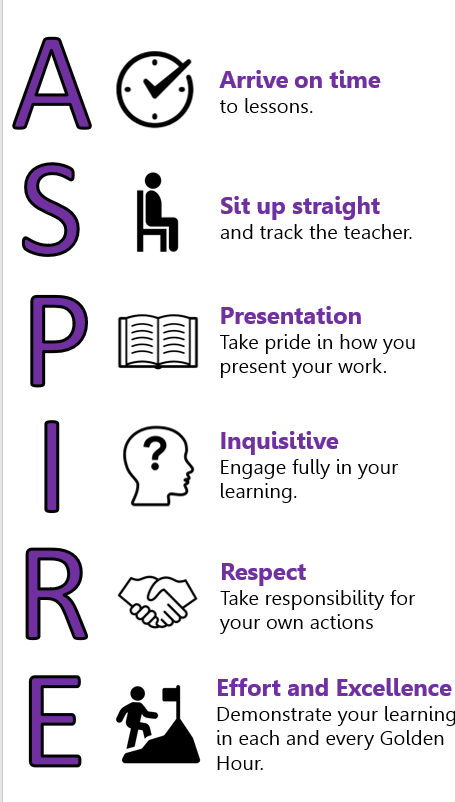 A
Arrive on time
to lessons.
S
Sit up straight
and track the teacher.
P
Presentation
Take pride in how you
present your work.
I
?
Inquisitive
Engage fully in your
learning.
R
Respect
Take responsibility for
your own actions
E
Effort and Excellence
Demonstrate your learning
in each and every Golden
Hour.